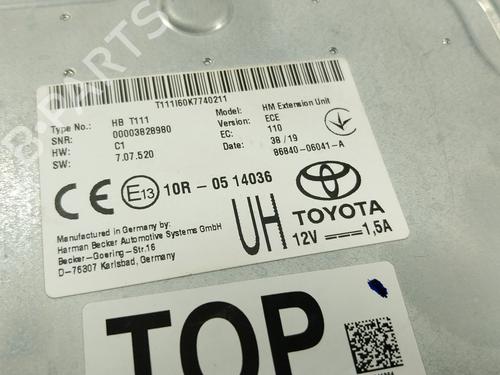 T111I60K7740211
Type No.: HB T111 Model: HM Extension Unit
SNR: 00003828980 Version: ECE
HW: C1 EC: 110
SW: 7.07.520 Date: 38 / 19
86840-06041-A
CE E13 10R - 05 14036
Manufactured in Germany by:
Harman Becker Automotive Systems GmbH
Becker-Goering-Str.16
D-76307 Karlsbad, Germany
UH
TOYOTA
12V 1,5A
TOP